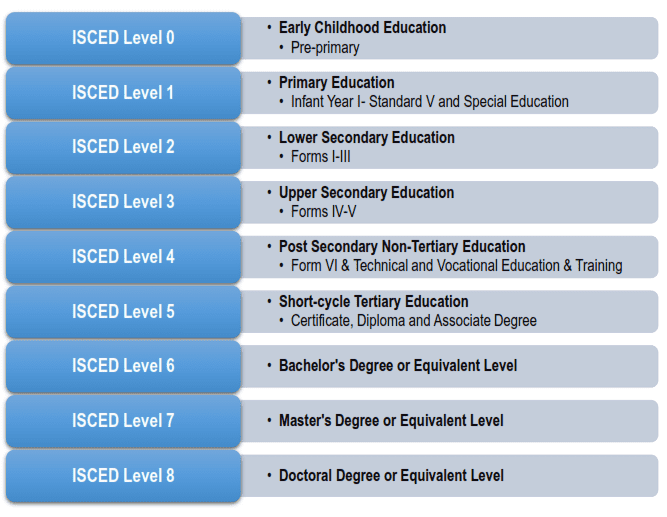 ISCED Level 0
• Early Childhood Education
• Pre-primary
ISCED Level 1
• Primary Education
• Infant Year I- Standard V and Special Education
ISCED Level 2
• Lower Secondary Education
• Forms I-III
ISCED Level 3
• Upper Secondary Education
• Forms IV-V
ISCED Level 4
• Post Secondary Non-Tertiary Education
• Form VI & Technical and Vocational Education & Training
ISCED Level 5
• Short-cycle Tertiary Education
• Certificate, Diploma and Associate Degree
ISCED Level 6
• Bachelor's Degree or Equivalent Level
ISCED Level 7
• Master's Degree or Equivalent Level
ISCED Level 8
• Doctoral Degree or Equivalent Level